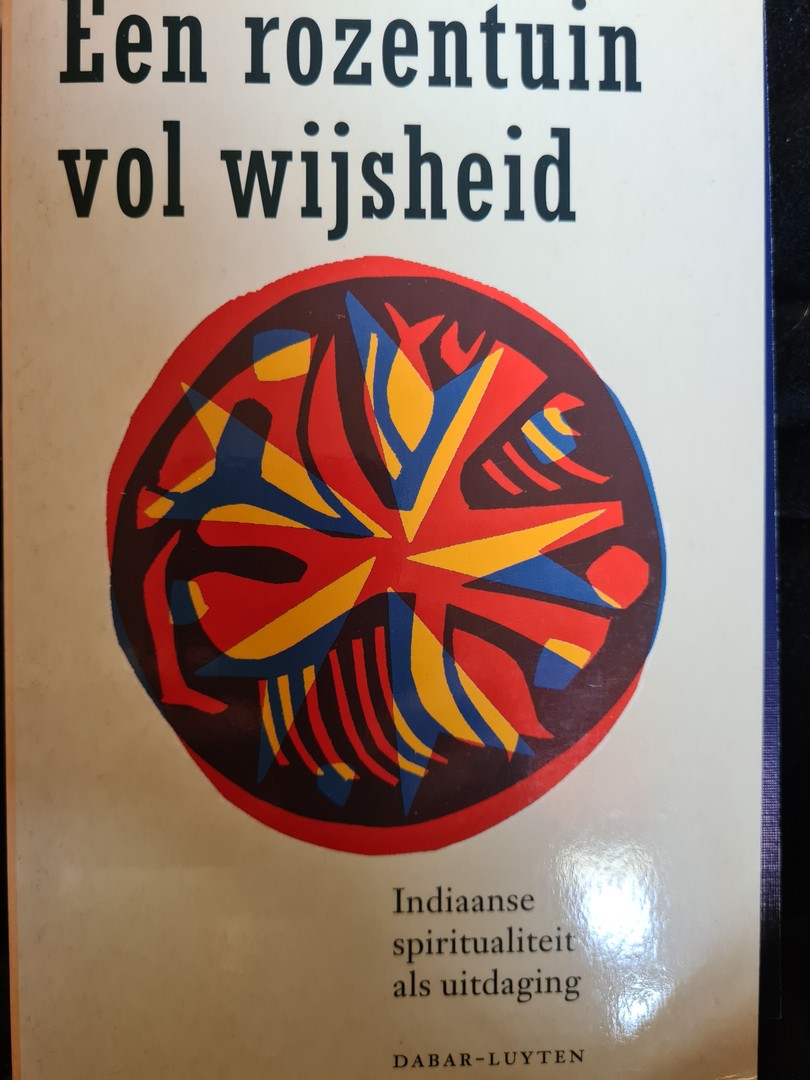 Een rozentuin
vol wijsheid
Indiaanse
spiritualiteit
als uitdaging
DABAR-LUYTEN